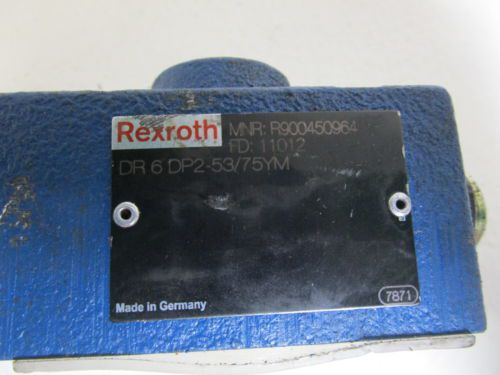 Rexroth MNR: R900450964
FD: 11012
DR 6 DP2-53/75YM
Made in Germany
7871